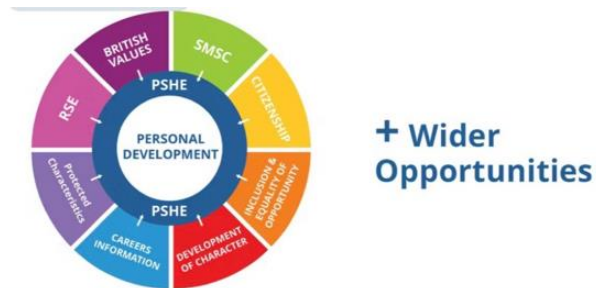 BRITISH
VALUES
SMSC
CITIZENSHIP
INCLUSION &
EQUALITY OF
OPPORTUNITY
DEVELOPMENT
OF CHARACTER
CAREERS
INFORMATION
Protected
Characteristics
RSE
PSHE
PERSONAL
DEVELOPMENT
PSHE
+ Wider
Opportunities